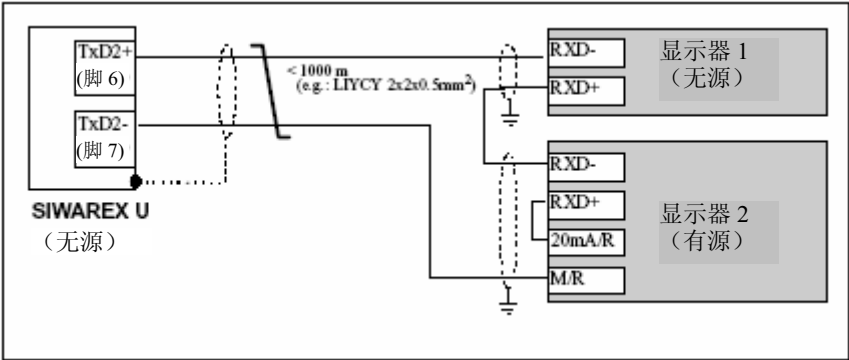 TxD2+
(脚 6)
TxD2-
(脚 7)
SIWAREX U
（无源）
< 1000 m
(e.g.: LIYCY 2x2x0.5mm²)
RXD-
RXD+
显示器 1
（无源）
RXD-
RXD+
20mA/R
M/R
显示器 2
（有源）